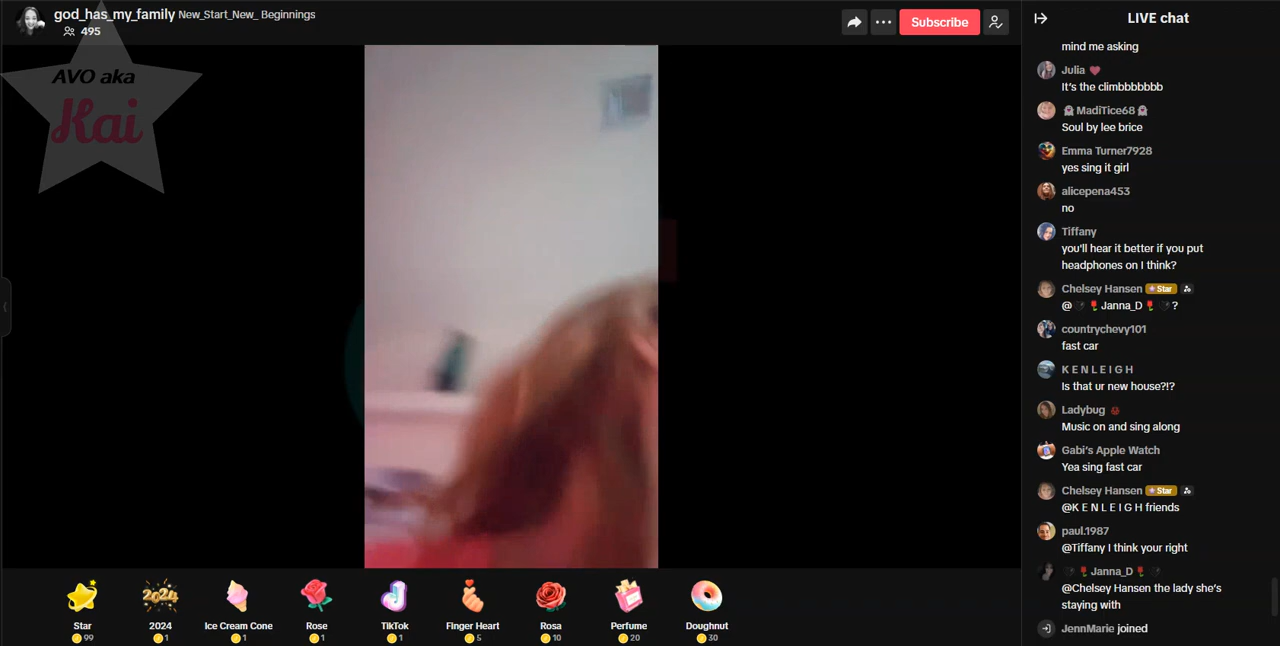 god_has_my_family New_Start_New_ Beginnings
495
Subscribe
AVO aka
Kai
LIVE chat
mind me asking
Julia
It's the climbbbbbbb
MadiTice68
Soul by lee brice
Emma Turner7928
yes sing it girl
alicepena453
no
Tiffany
you'll hear it better if you put
headphones on I think?
Chelsey Hansen Star
@ Janna_D ?
countrychevy101
fast car
K E N L E I G H
Is that ur new house?!?
Ladybug
Music on and sing along
Gabi's Apple Watch
Yea sing fast car
Chelsey Hansen Star
@K E N L E I G H friends
paul.1987
@Tiffany I think your right
Janna_D
@Chelsey Hansen the lady she's
staying with
JennMarie joined
2024
Star 2024 Ice Cream Cone Rose TikTok Finger Heart Rosa Perfume Doughnut
99 1 1 1 1 5 10 20 30